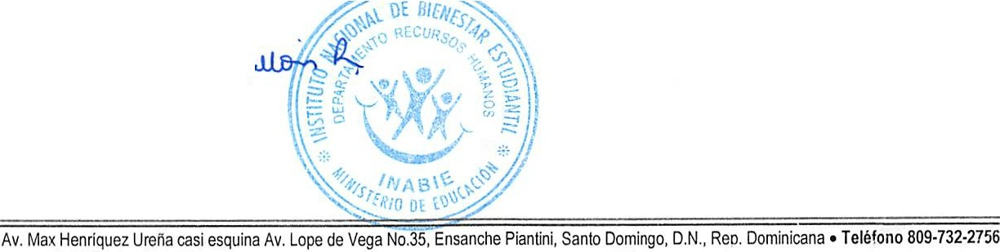 INSTITUTO NACIONAL DE BIENESTAR ESTUDIANTIL
DEPARTAMENTO RECURSOS HUMANOS
INABIE
MINISTERIO DE EDUCACIÓN
Av. Max Henríquez Ureña casi esquina Av. Lope de Vega No.35, Ensanche Piantini, Santo Domingo, D.N., Rep. Dominicana • Teléfono 809-732-2756